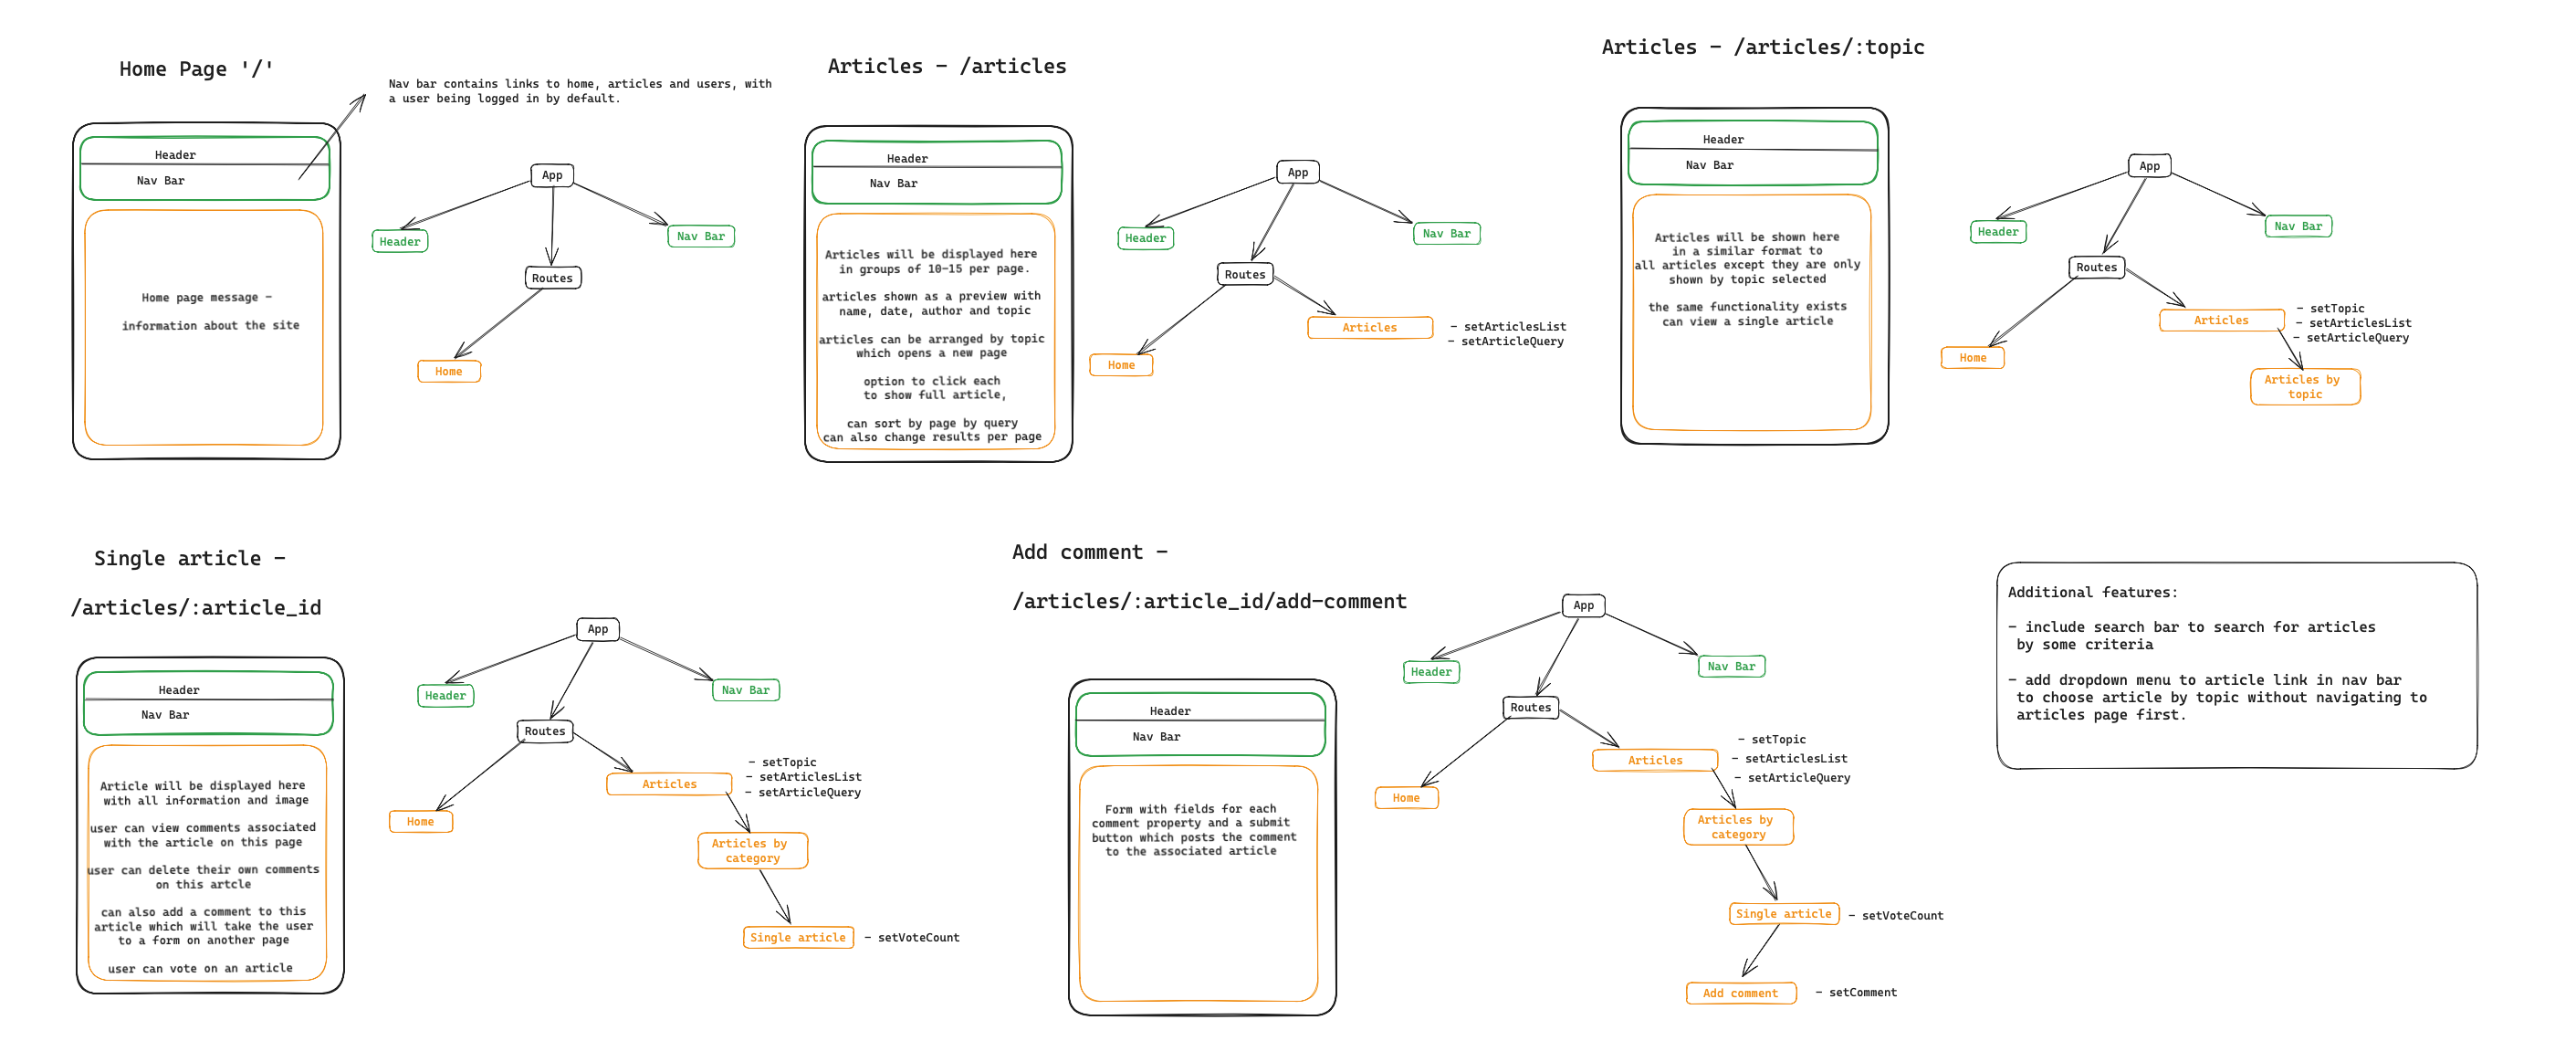 Home Page '/'
Nav bar contains links to home, articles and users, with
a user being logged in by default.
Header
Nav Bar
Home page message -
information about the site
App
Header
Nav Bar
Routes
Home
Articles - /articles
Header
Nav Bar
Articles will be displayed here
in groups of 10-15 per page.
articles shown as a preview with
name, date, author and topic
articles can be arranged by topic
which opens a new page
option to click each
to show full article,
can sort by page by query
can also change results per page
App
Header
Nav Bar
Routes
Articles
- setArticlesList
- setArticleQuery
Home
Articles - /articles/:topic
Header
Nav Bar
Articles will be shown here
in a similar format to
all articles except they are only
shown by topic selected
the same functionality exists
can view a single article
App
Header
Nav Bar
Routes
Articles
- setTopic
- setArticlesList
- setArticleQuery
Home
Articles by
topic
Single article -
/articles/:article_id
Header
Nav Bar
Article will be displayed here
with all information and image
user can view comments associated
with the article on this page
user can delete their own comments
on this artcle
can also add a comment to this
article which will take the user
to a form on another page
user can vote on an article
App
Header
Nav Bar
Routes
Articles
- setTopic
- setArticlesList
- setArticleQuery
Home
Articles by
category
Single article
- setVoteCount
Add comment -
/articles/:article_id/add-comment
Header
Nav Bar
Form with fields for each
comment property and a submit
button which posts the comment
to the associated article
App
Header
Nav Bar
Routes
Articles
- setTopic
- setArticlesList
- setArticleQuery
Home
Articles by
category
Single article
- setVoteCount
Add comment
- setComment
Additional features:
- include search bar to search for articles
by some criteria
- add dropdown menu to article link in nav bar
to choose article by topic without navigating to
articles page first.